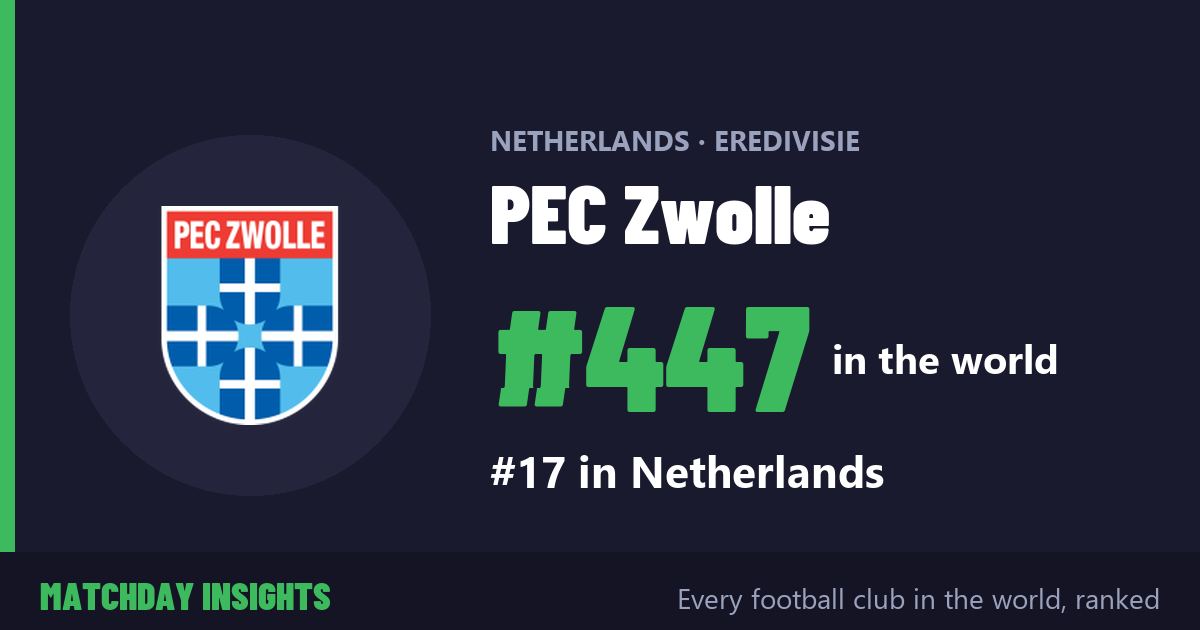 NETHERLANDS · EREDIVISIE
PEC Zwolle
PEC ZWOLLE
#447 in the world
#17 in Netherlands
MATCHDAY INSIGHTS
Every football club in the world, ranked